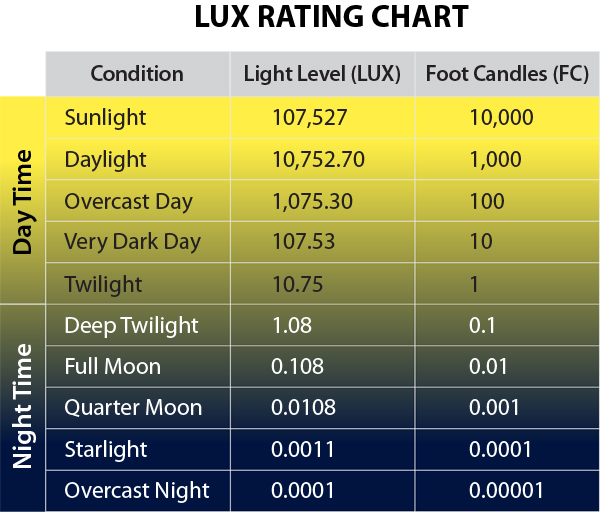 LUX RATING CHART
Condition Light Level (LUX) Foot Candles (FC)
Day Time
Sunlight 107,527 10,000
Daylight 10,752.70 1,000
Overcast Day 1,075.30 100
Very Dark Day 107.53 10
Twilight 10.75 1
Night Time
Deep Twilight 1.08 0.1
Full Moon 0.108 0.01
Quarter Moon 0.0108 0.001
Starlight 0.0011 0.0001
Overcast Night 0.0001 0.00001